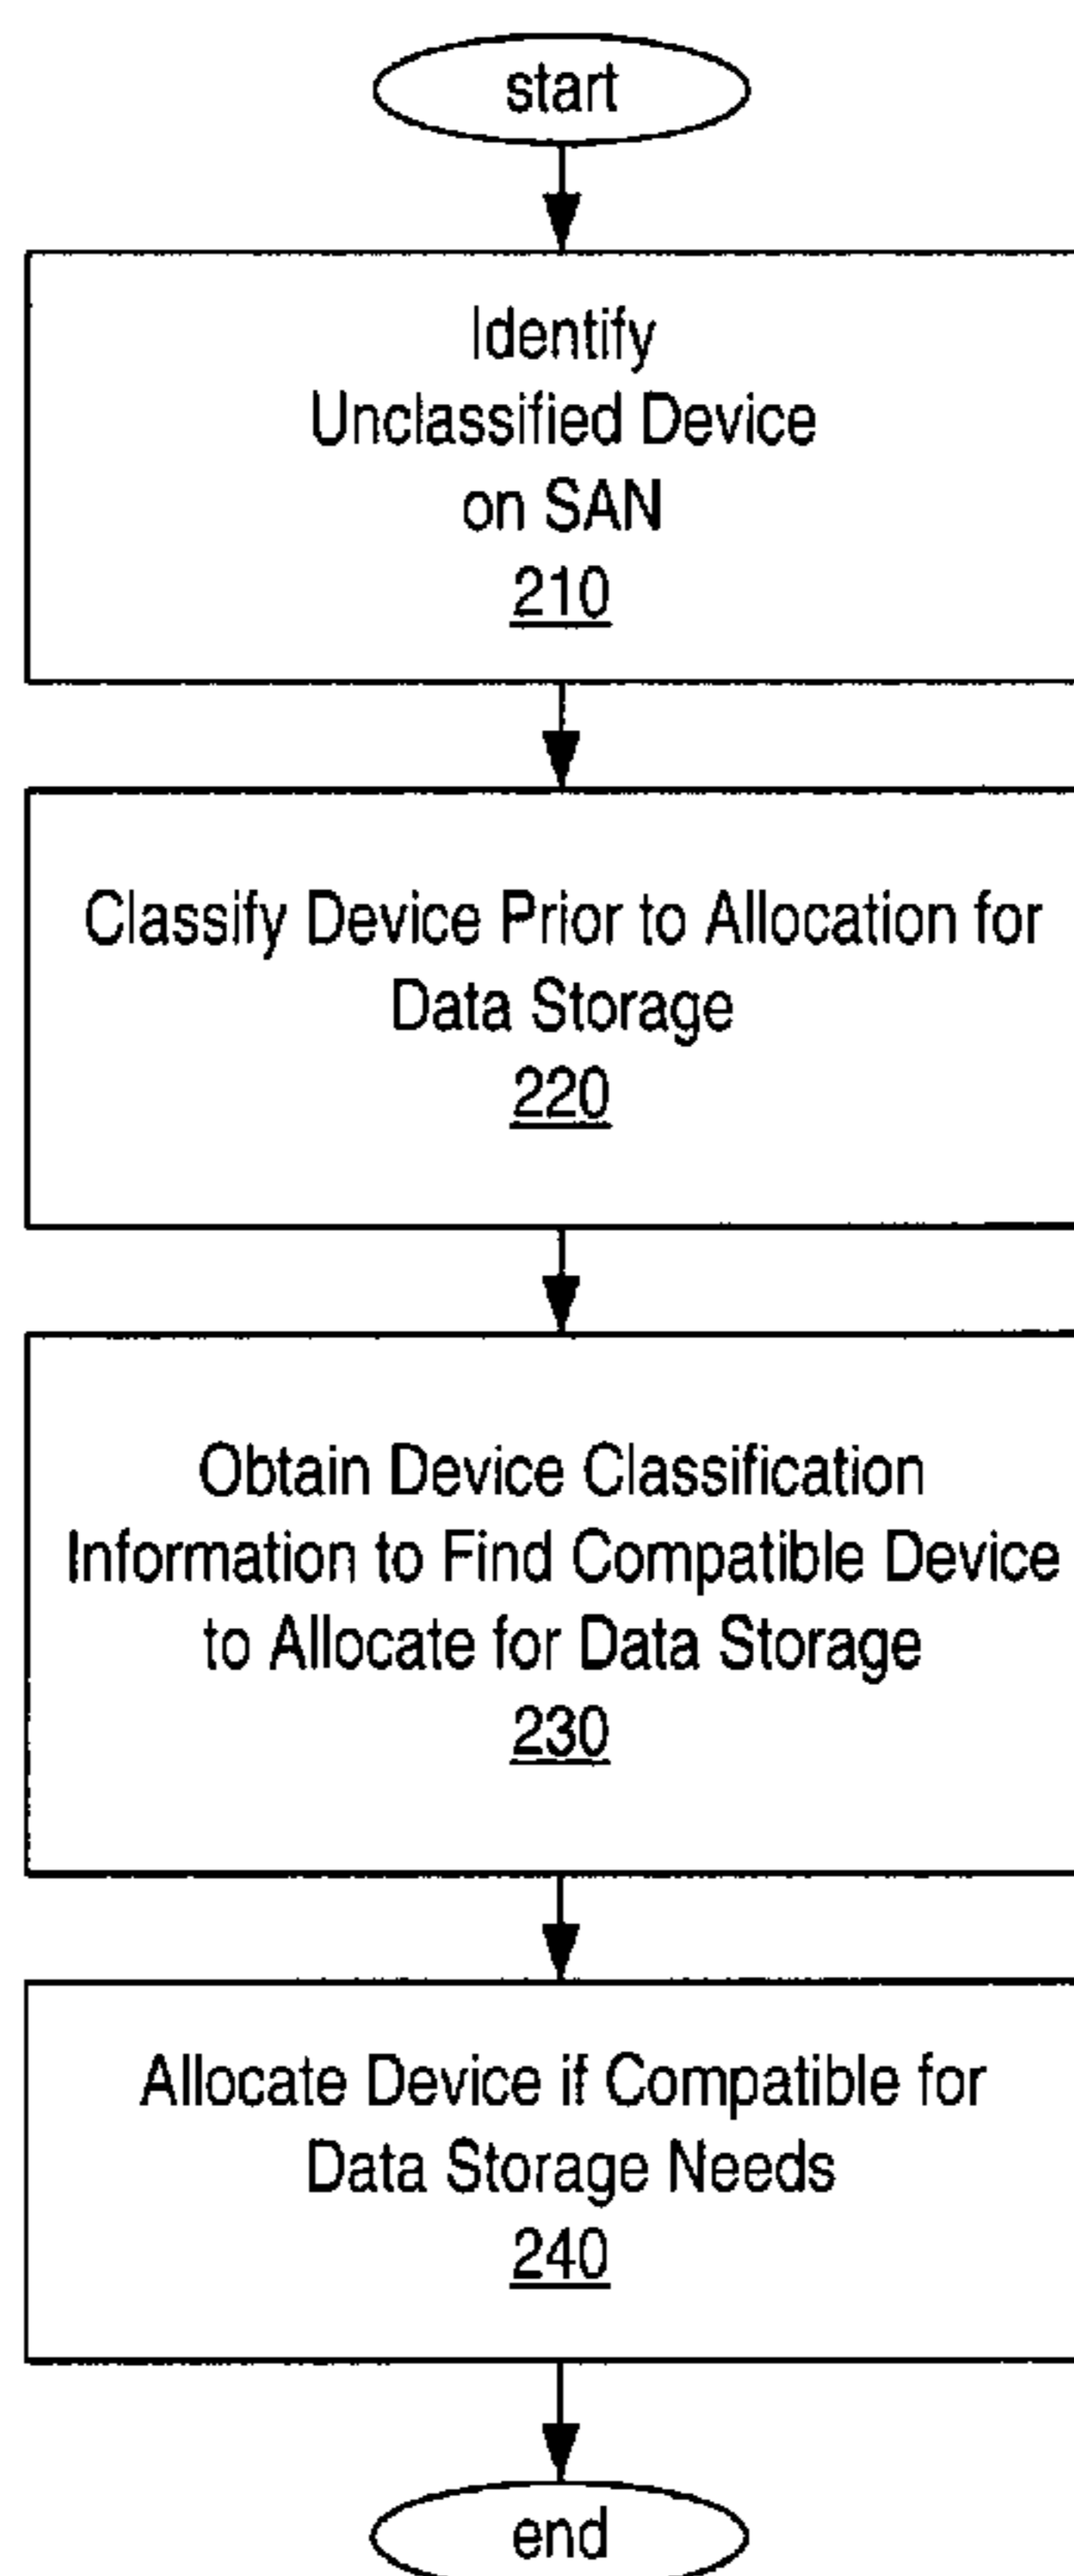 start
Identify
Unclassified Device
on SAN
210
Classify Device Prior to Allocation for
Data Storage
220
Obtain Device Classification
Information to Find Compatible Device
to Allocate for Data Storage
230
Allocate Device if Compatible for
Data Storage Needs
240
end